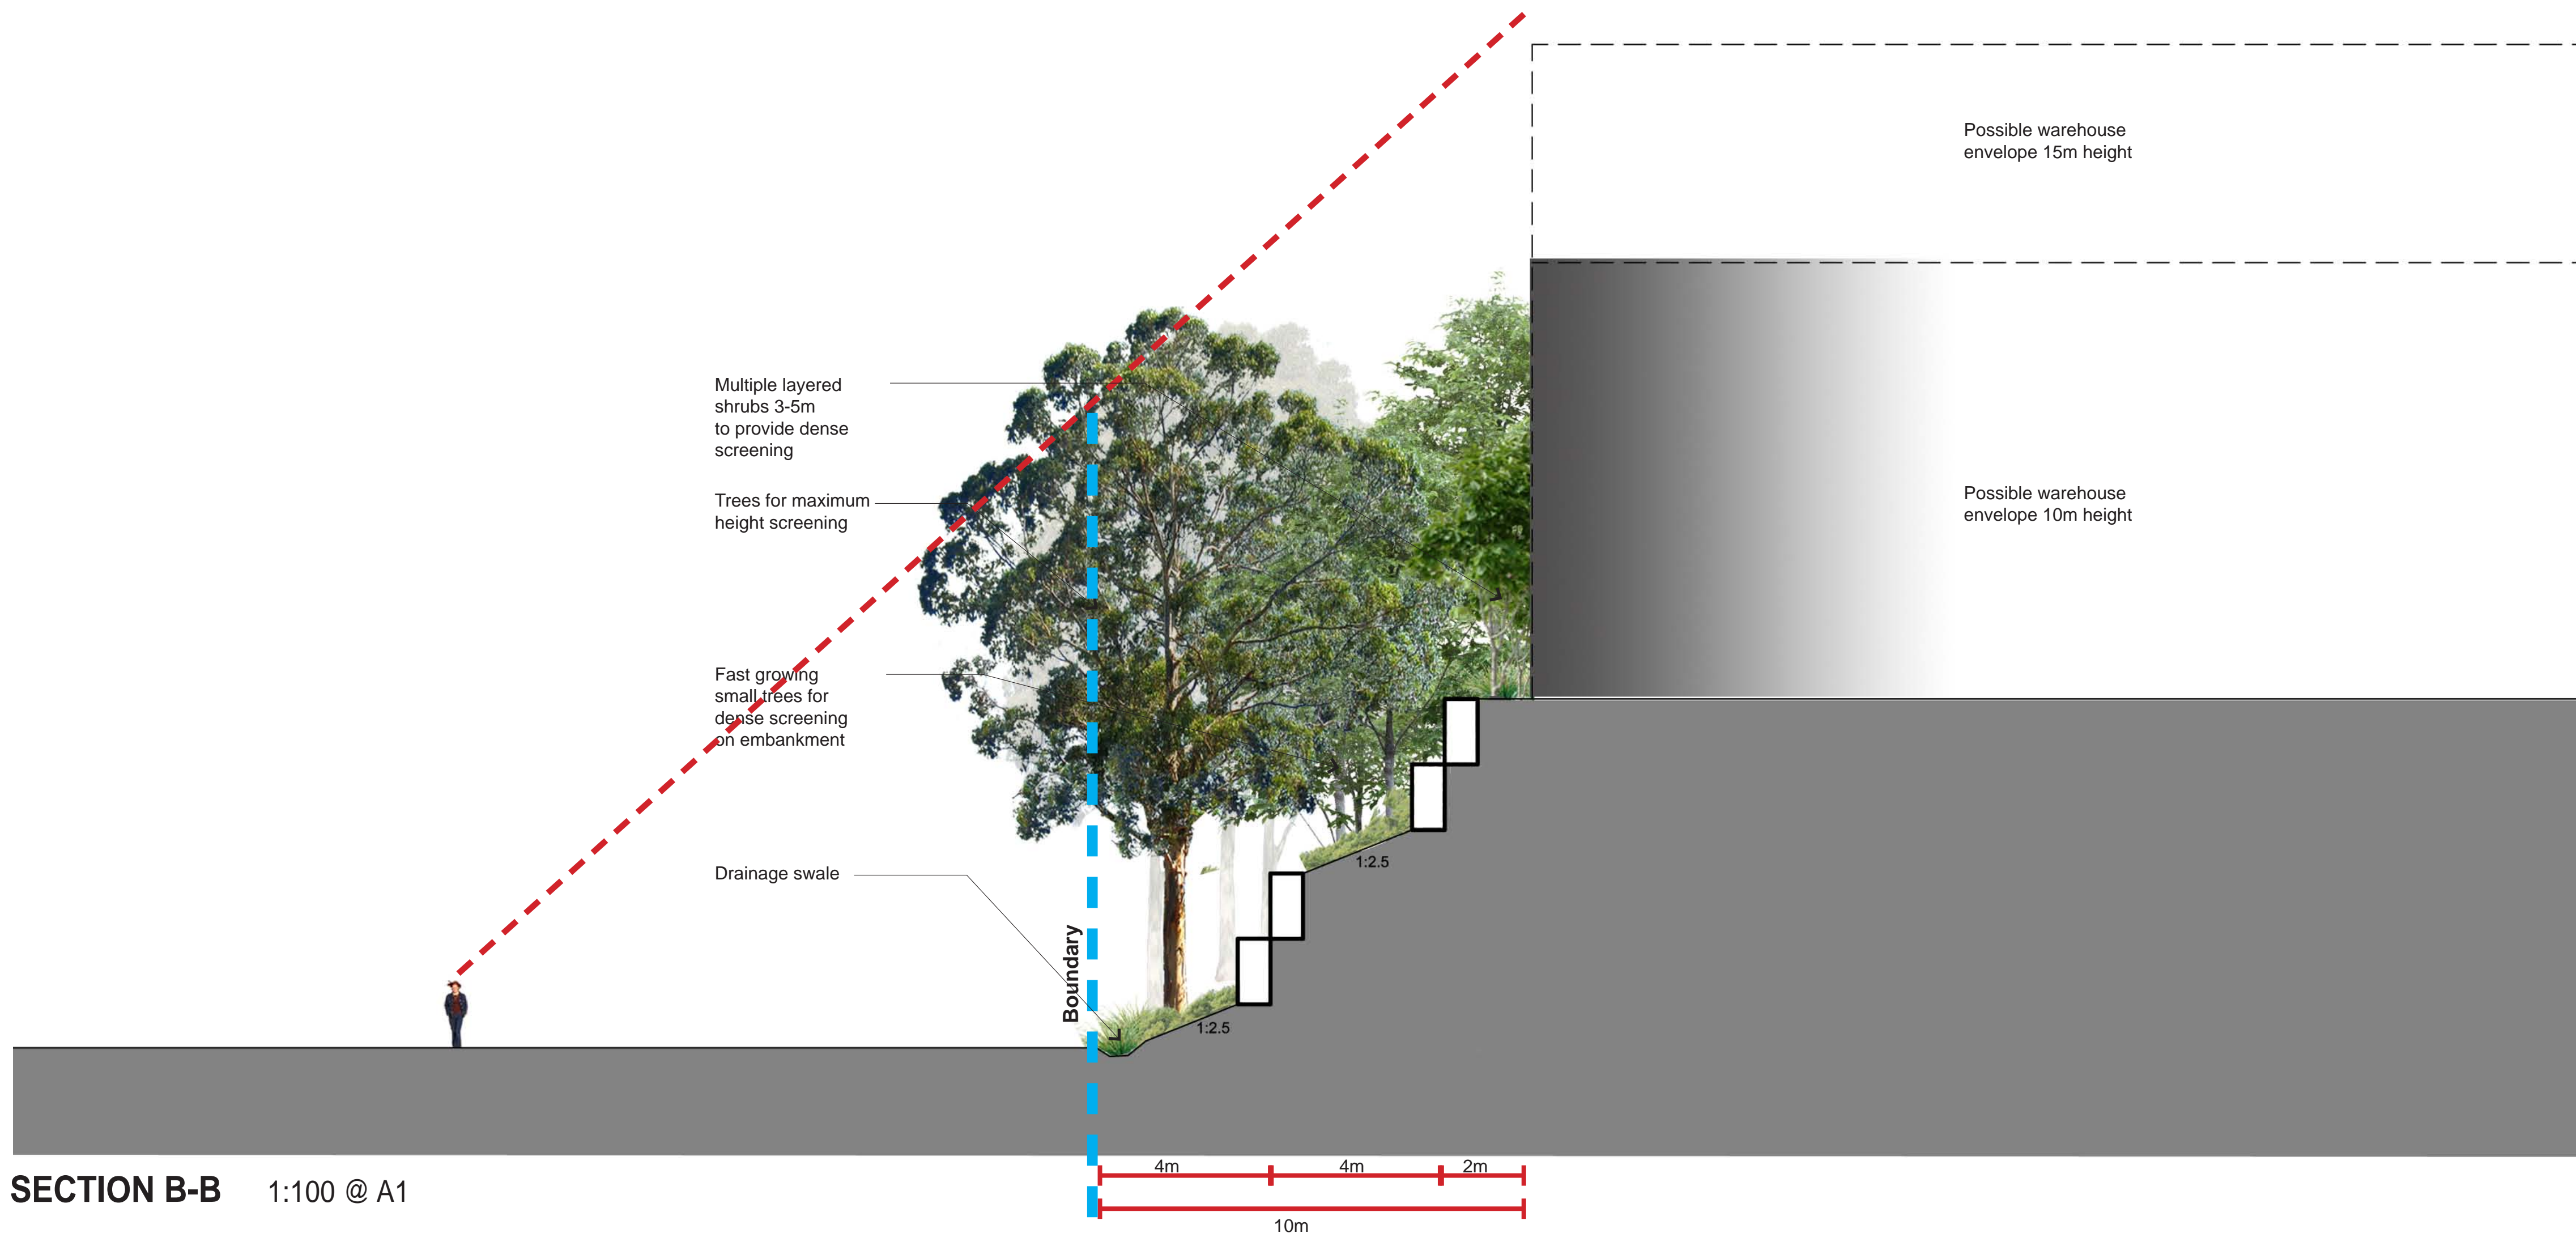 Possible warehouse
envelope 15m height
Multiple layered
shrubs 3-5m
to provide dense
screening
Trees for maximum
height screening
Possible warehouse
envelope 10m height
Fast growing
small trees for
dense screening
on embankment
Drainage swale
Boundary
1:2.5
1:2.5
4m
4m
2m
10m
SECTION B-B 1:100 @ A1